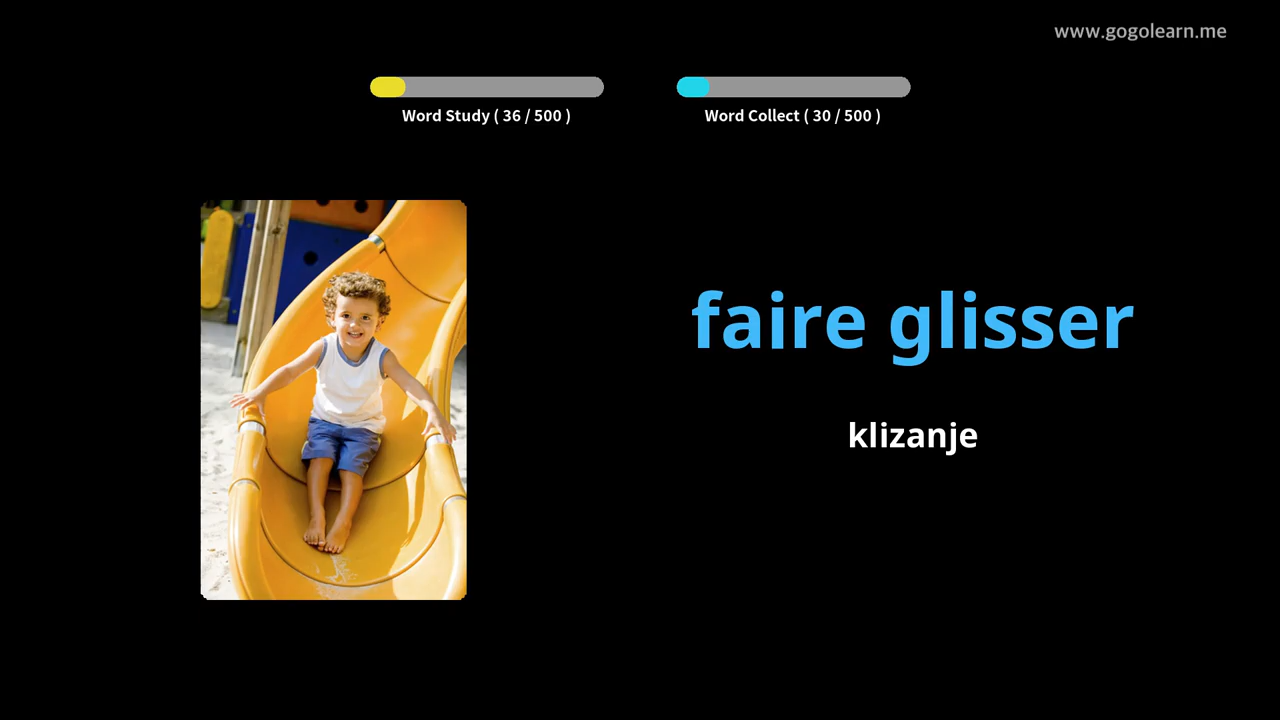 www.gogolearn.me
Word Study ( 36 / 500 )
Word Collect ( 30 / 500 )
faire glisser
klizanje